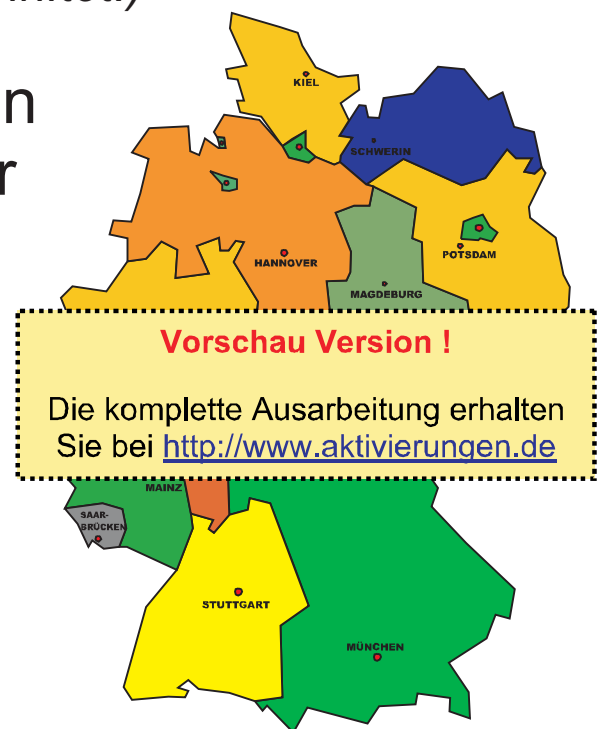 KIEL
n
SCHWERIN
r
HANNOVER
POTSDAM
MAGDEBURG
Vorschau Version !
Die komplette Ausarbeitung erhalten
Sie bei http://www.aktivierungen.de
MAINZ
SAAR-
BRÜCKEN
STUTTGART
MÜNCHEN